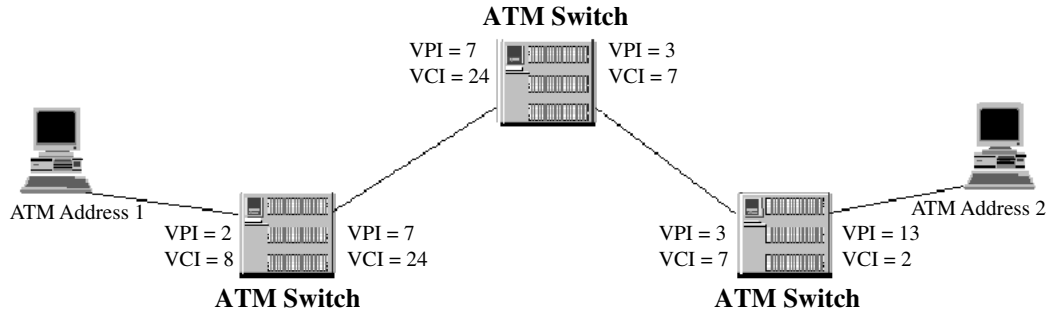 ATM Switch
VPI = 7
VCI = 24
VPI = 3
VCI = 7
ATM Address 1
VPI = 2
VCI = 8
VPI = 7
VCI = 24
ATM Switch
VPI = 3
VCI = 7
VPI = 13
VCI = 2
ATM Switch
ATM Address 2